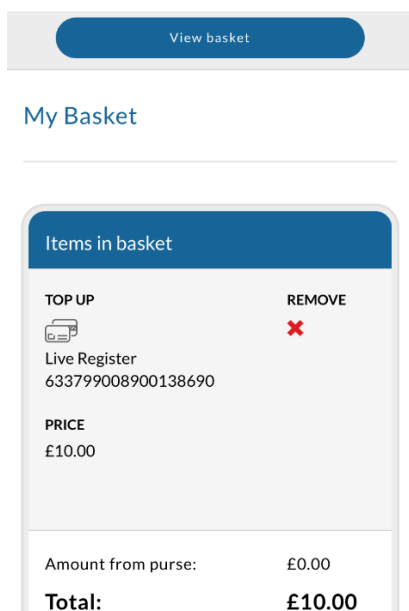 View basket
My Basket
Items in basket
TOP UP
REMOVE
Live Register
633799008900138690
PRICE
£10.00
Amount from purse: £0.00
Total: £10.00